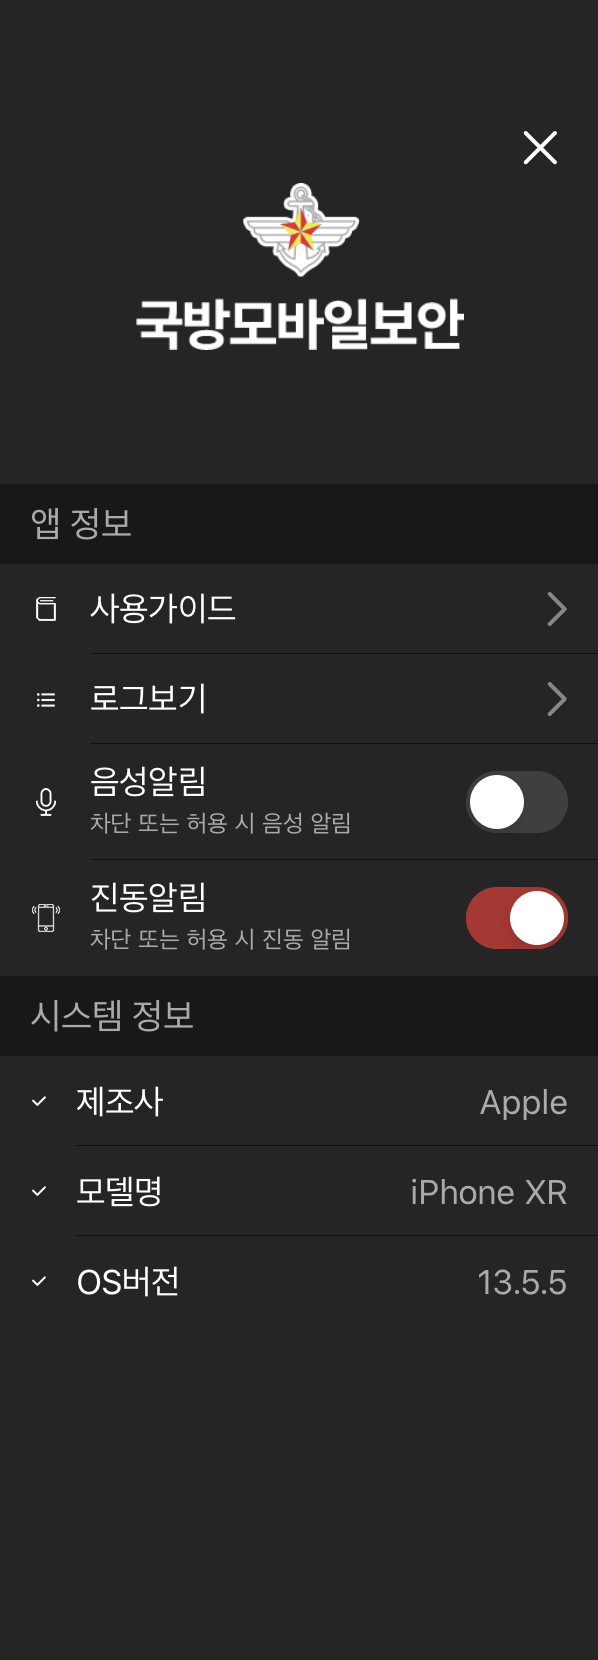 국방모바일보안
앱 정보
사용가이드
로그보기
음성알림
차단 또는 허용 시 음성 알림
진동알림
차단 또는 허용 시 진동 알림
시스템 정보
제조사 Apple
모델명 iPhone XR
OS버전 13.5.5